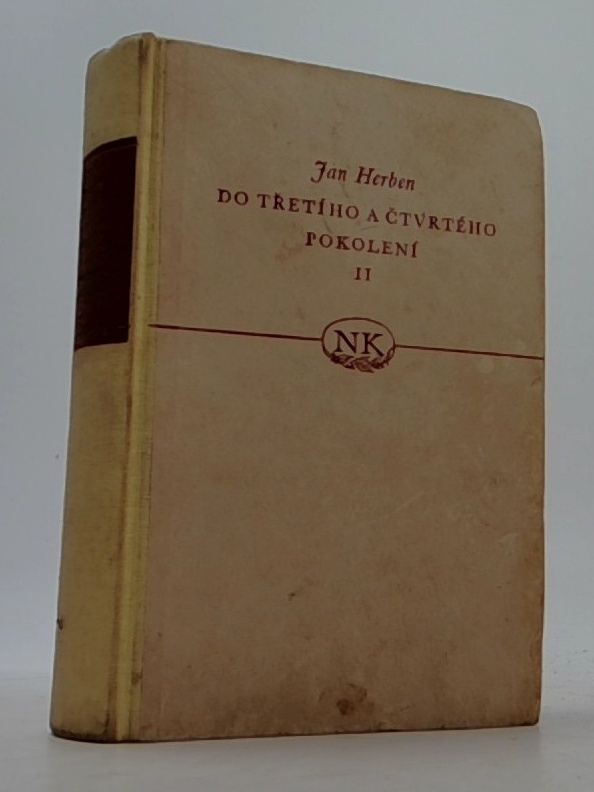 Jan Herben
DO TŘETÍHO A ČTVRTÉHO
POKOLENÍ
II
NK